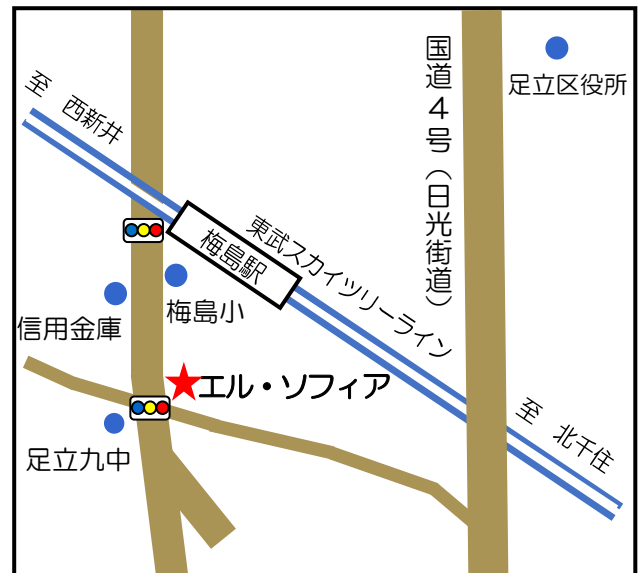 至　西新井
国道４号（日光街道）
足立区役所
東武スカイツリーライン
梅島駅
梅島小
信用金庫
エル・ソフィア
至　北千住
足立九中